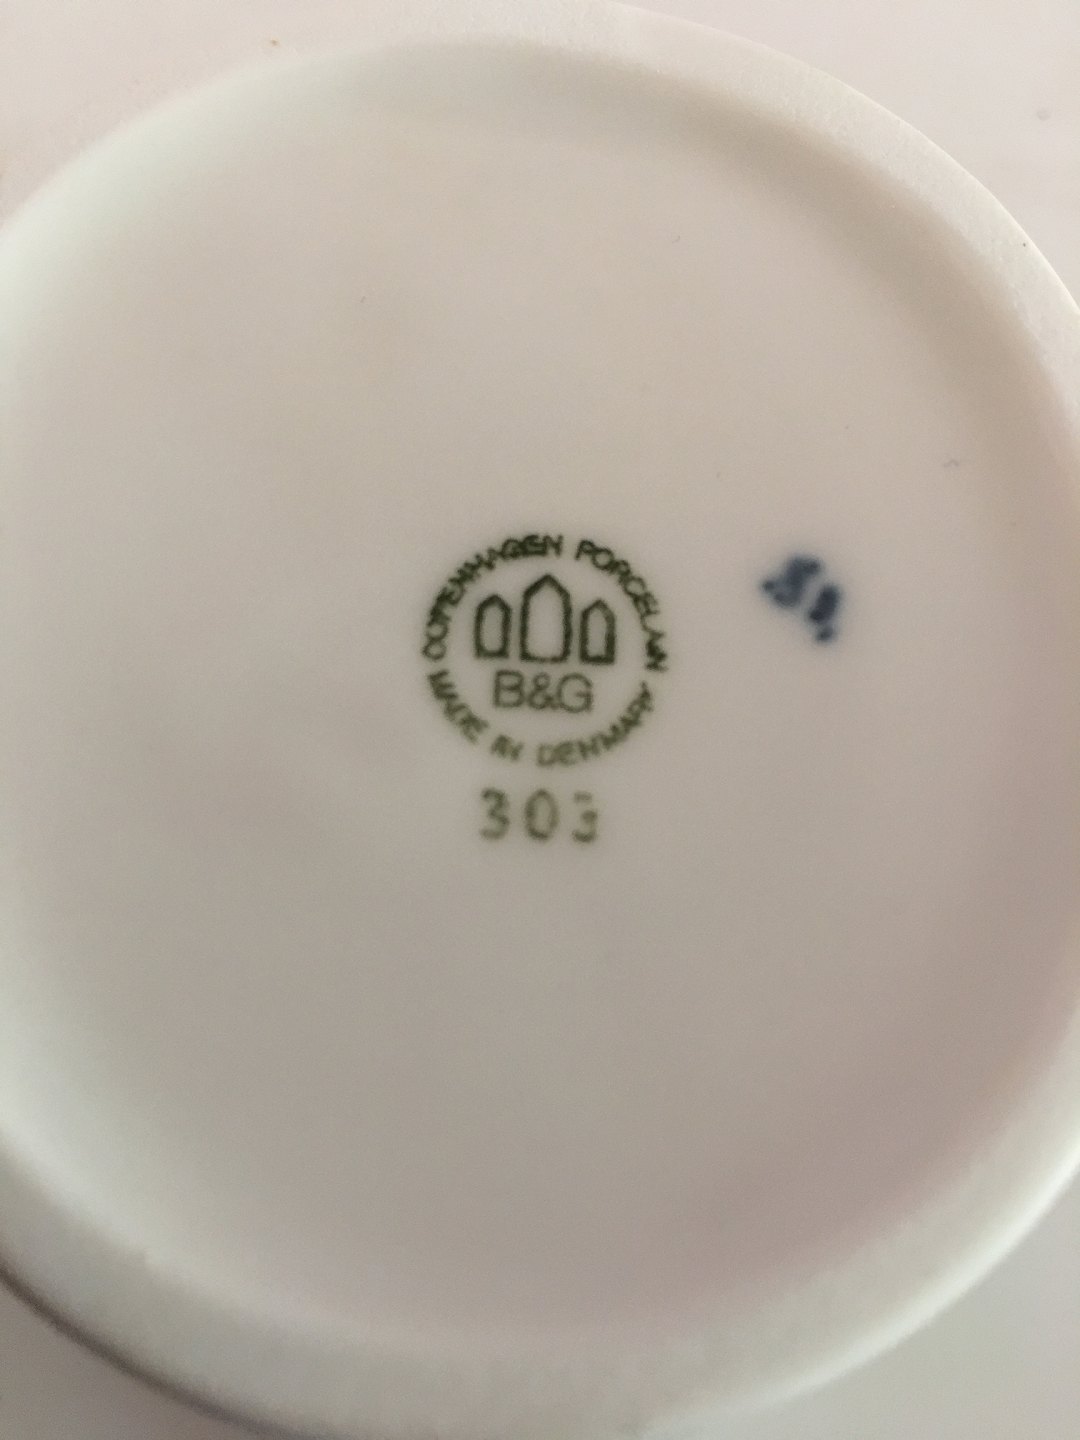 COPENHAGEN PORCELAIN
B&G
MADE IN DENMARK
303